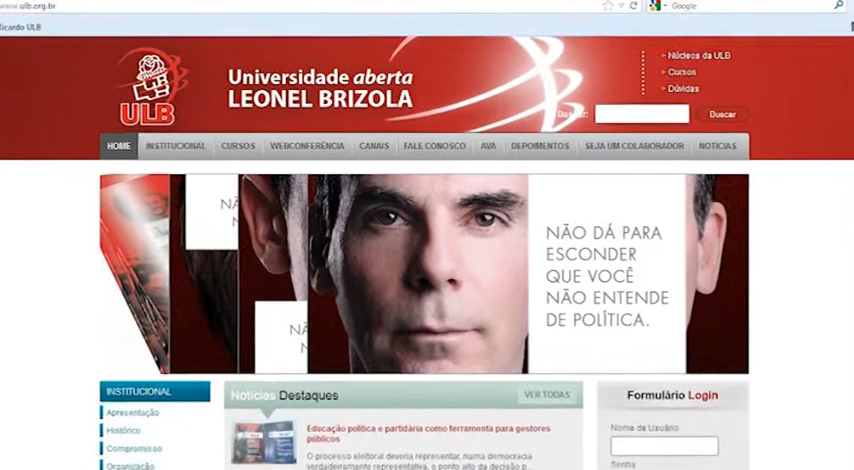 www.ulb.org.br
Google
Ricardo ULB
ULB
Universidade aberta
LEONEL BRIZOLA
Núcleos da ULB
Cursos
Dúvidas
Buscar
HOME INSTITUCIONAL CURSOS WEBCONFERÊNCIA CANAIS FALE CONOSCO AVA DEPOIMENTOS SEJA UM COLABORADOR NOTÍCIAS
NÃO DÁ PARA
ESCONDER
QUE VOCÊ
NÃO ENTENDE
DE POLÍTICA.
INSTITUCIONAL
Apresentação
Histórico
Compromisso
Organização
Notícias Destaques
VER TODAS
Educação política e partidária como ferramenta para gestores
públicos
O processo eleitoral deveria representar, numa democracia
verdadeiramente representativa, o ponto alto da decisão p...
Formulário Login
Nome de Usuário
Senha